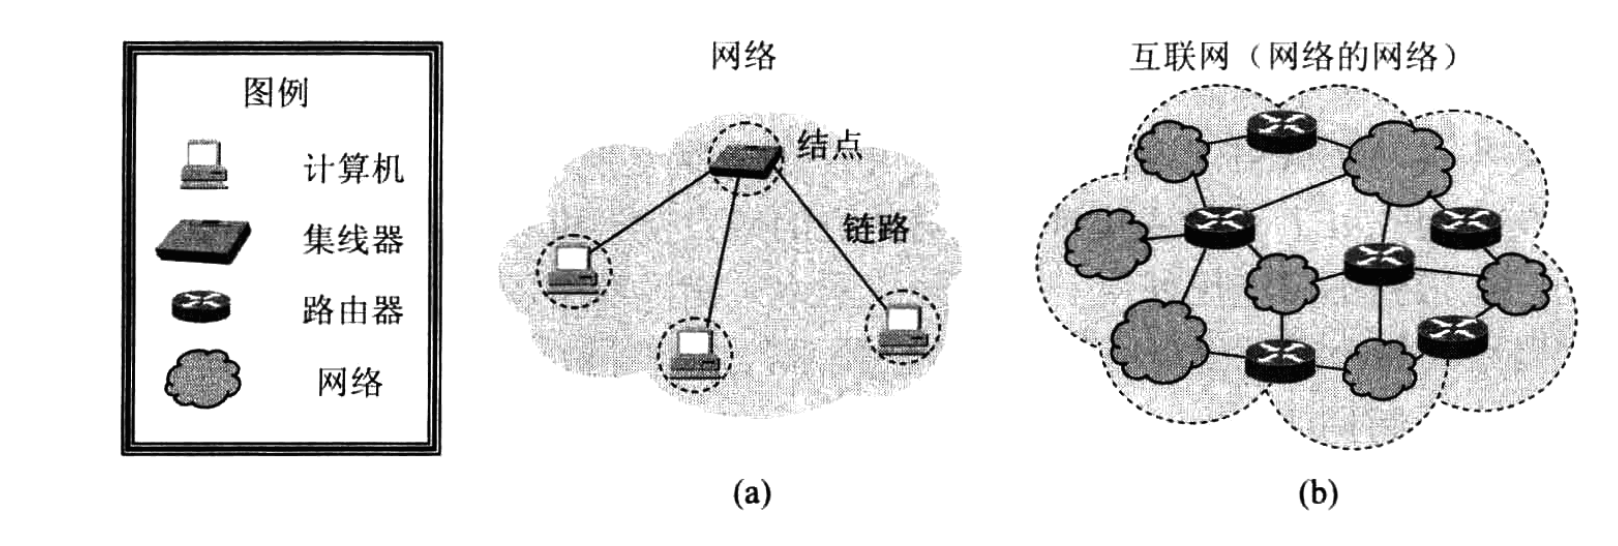 图例
计算机
集线器
路由器
网络
网络
结点
链路
(a)
互联网（网络的网络）
(b)